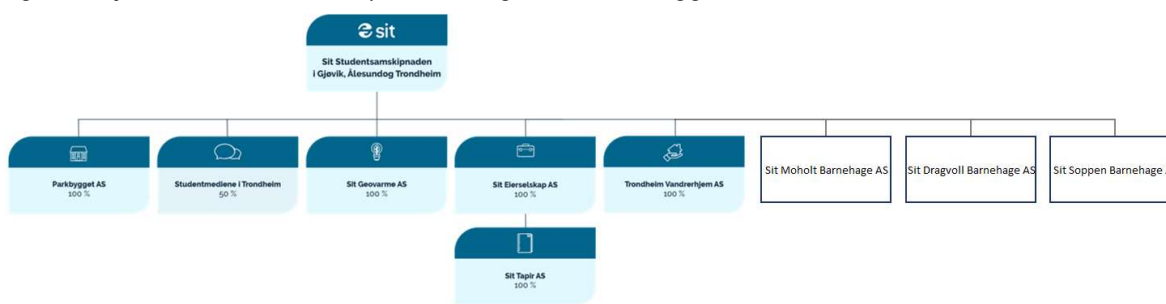 sit
Sit Studentsamskipnaden
i Gjøvik, Ålesundog Trondheim
Parkbygget AS
100 %
Studentmediene i Trondheim
50 %
Sit Geovarme AS
100 %
Sit Eierselskap AS
100 %
Trondheim Vandrerhjem AS
100 %
Sit Moholt Barnehage AS
Sit Dragvoll Barnehage AS
Sit Soppen Barnehage
Sit Tapir AS
100 %